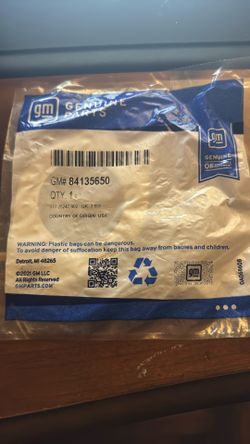 gm
GENUINE
PARTS
GM# 84135650
QTY. 1
COUNTRY OF ORIGIN: USA
WARNING: Plastic bags can be dangerous.
To avoid danger of suffocation keep this bag away from babies and children.
Detroit, MI 48265
©2021 GM LLC
All Rights Reserved
GMPARTS.COM
gm